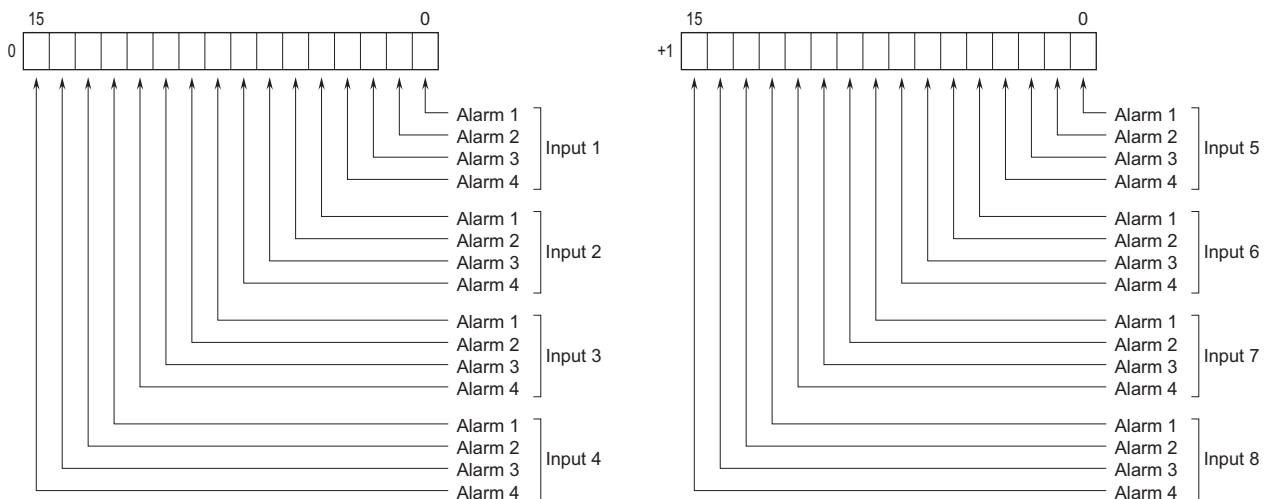 15 0
0
Alarm 1
Alarm 2
Alarm 3
Alarm 4
Input 1
Alarm 1
Alarm 2
Alarm 3
Alarm 4
Input 2
Alarm 1
Alarm 2
Alarm 3
Alarm 4
Input 3
Alarm 1
Alarm 2
Alarm 3
Alarm 4
Input 4
15 0
+1
Alarm 1
Alarm 2
Alarm 3
Alarm 4
Input 5
Alarm 1
Alarm 2
Alarm 3
Alarm 4
Input 6
Alarm 1
Alarm 2
Alarm 3
Alarm 4
Input 7
Alarm 1
Alarm 2
Alarm 3
Alarm 4
Input 8